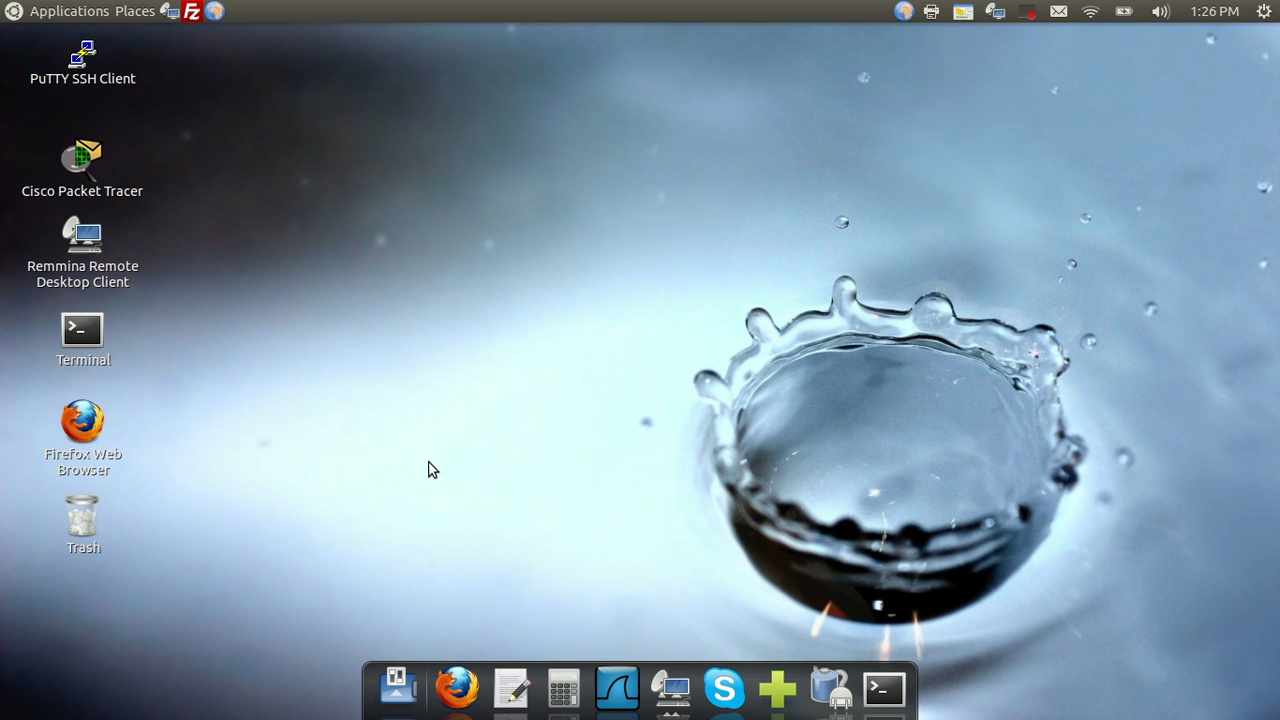 Applications Places
Fz
1:26 PM
PuTTY SSH Client
Cisco Packet Tracer
Remmina Remote
Desktop Client
>_
Terminal
Firefox Web
Browser
Trash
S
>_